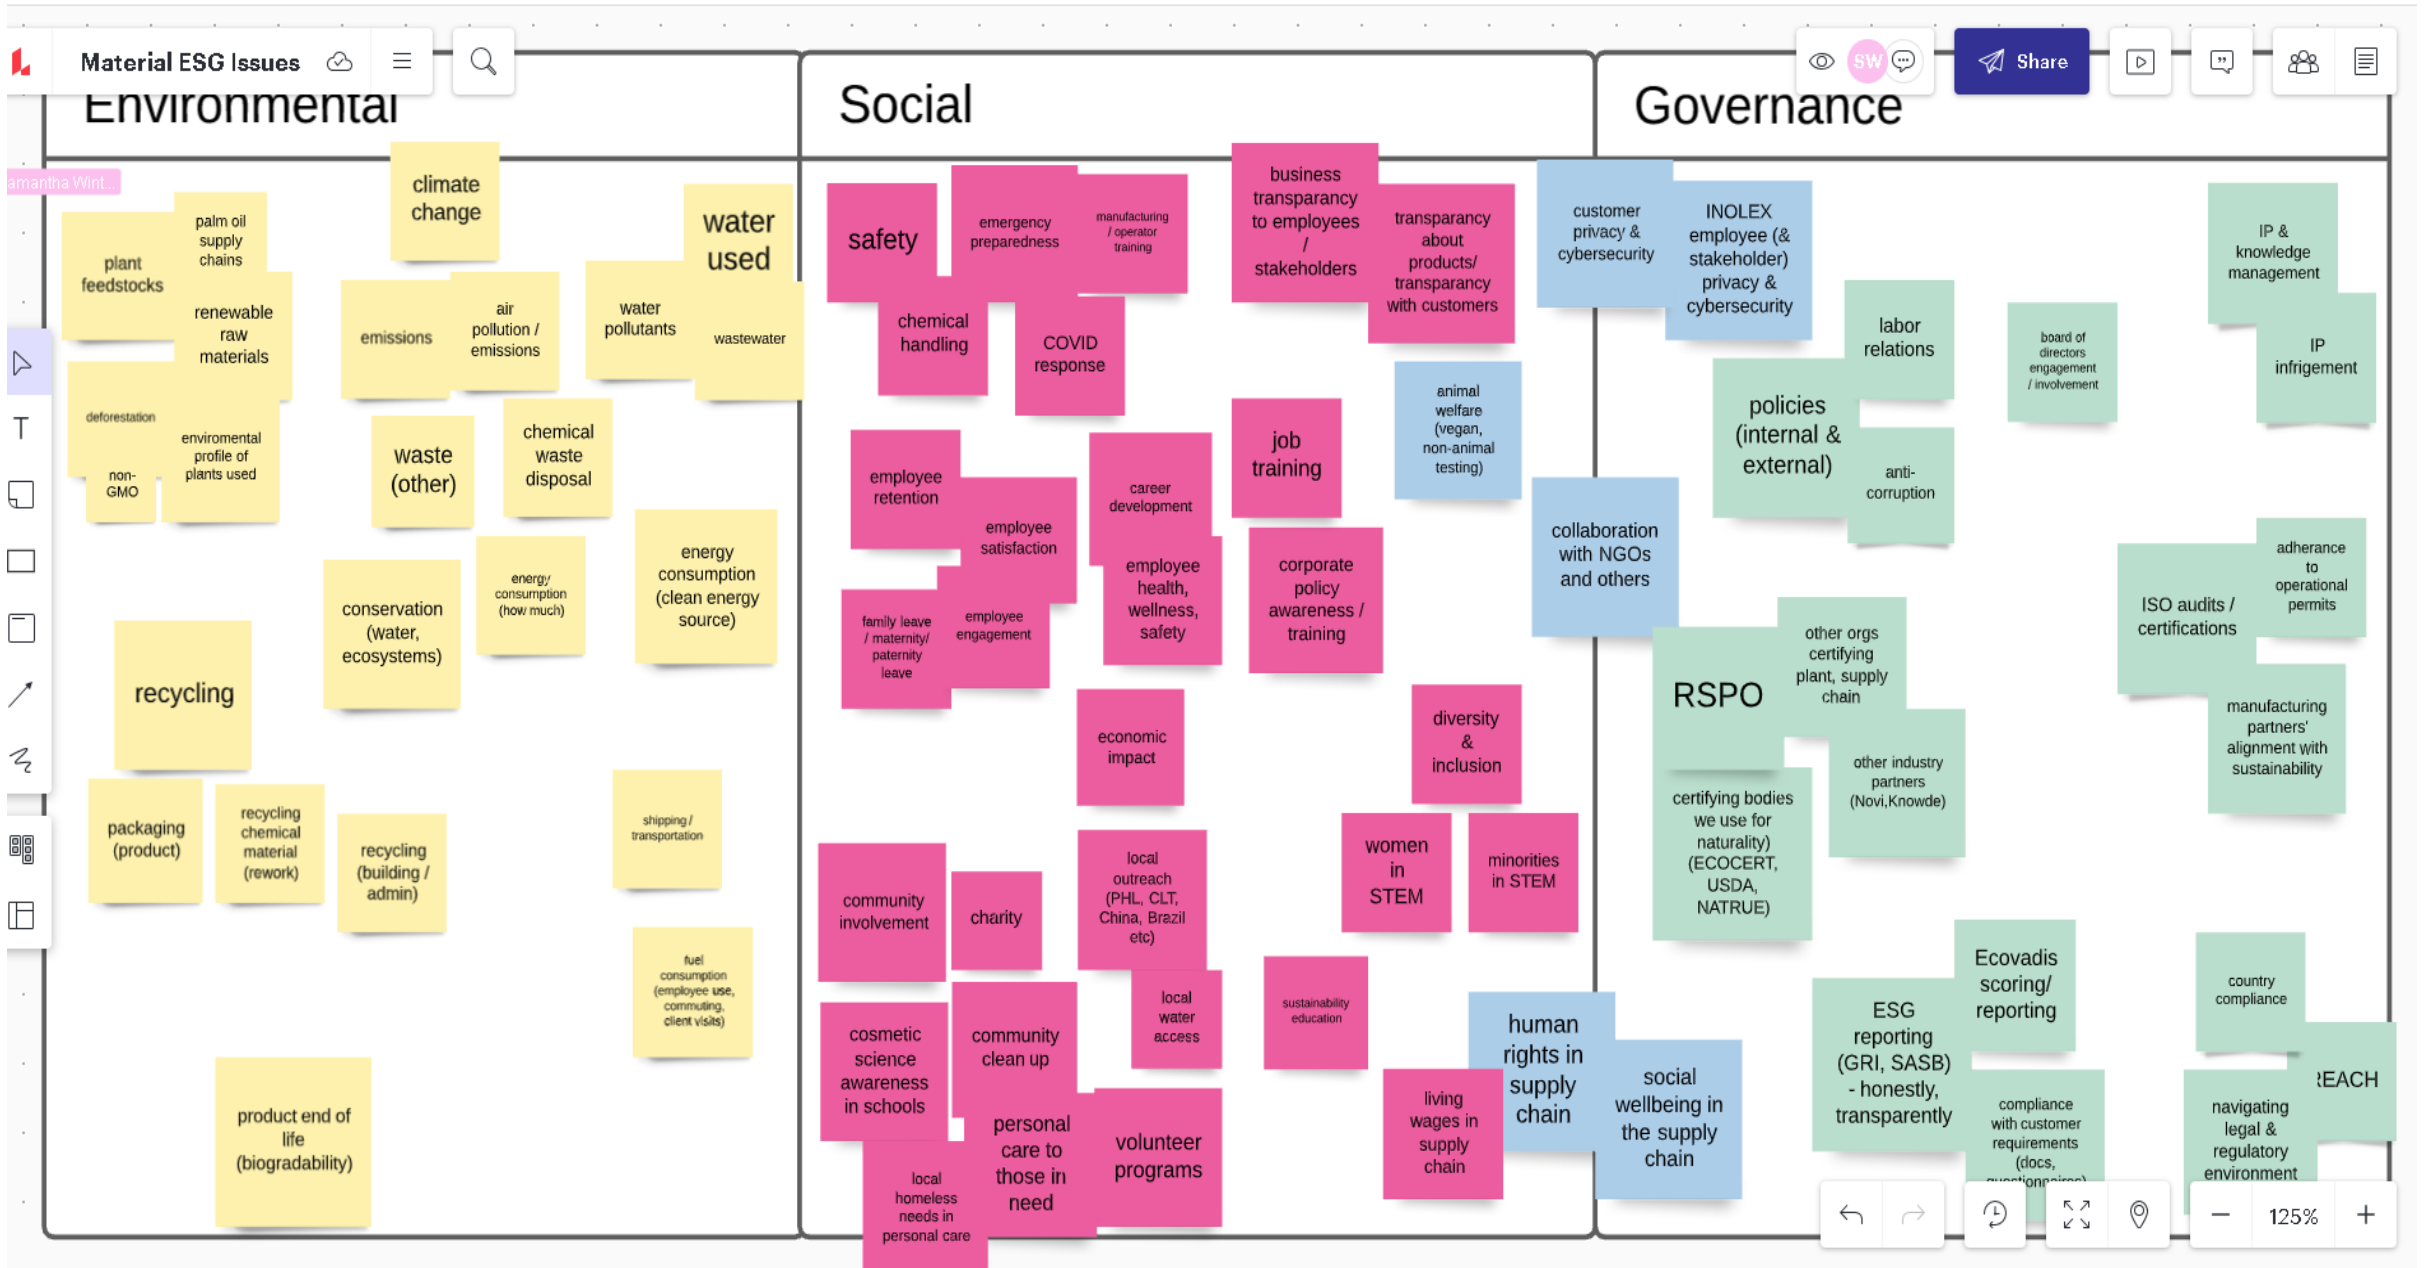 Material ESG Issues
SW
Share
Environmental
Social
Governance
amantha Wint...
climate
change
palm oil
supply
chains
plant
feedstocks
renewable
raw
materials
water
used
emissions
air
pollution /
emissions
water
pollutants
wastewater
deforestation
enviromental
profile of
plants used
non-
GMO
waste
(other)
chemical
waste
disposal
conservation
(water,
ecosystems)
energy
consumption
(how much)
energy
consumption
(clean energy
source)
recycling
packaging
(product)
recycling
chemical
material
(rework)
recycling
(building /
admin)
shipping /
transportation
fuel
consumption
(employee use,
commuting,
client visits)
product end of
life
(biogradability)
safety
emergency
preparedness
manufacturing
/ operator
training
chemical
handling
COVID
response
business
transparancy
to employees
/
stakeholders
transparancy
about
products/
transparancy
with customers
animal
welfare
(vegan,
non-animal
testing)
employee
retention
employee
satisfaction
career
development
job
training
family leave
/ maternity/
paternity
leave
employee
engagement
employee
health,
wellness,
safety
corporate
policy
awareness /
training
collaboration
with NGOs
and others
economic
impact
diversity
&
inclusion
women
in
STEM
minorities
in STEM
community
involvement
charity
local
outreach
(PHL, CLT,
China, Brazil
etc)
local
water
access
sustainability
education
cosmetic
science
awareness
in schools
community
clean up
personal
care to
those in
need
volunteer
programs
local
homeless
needs in
personal care
human
rights in
supply
chain
living
wages in
supply
chain
social
wellbeing in
the supply
chain
customer
privacy &
cybersecurity
INOLEX
employee (&
stakeholder)
privacy &
cybersecurity
labor
relations
policies
(internal &
external)
anti-
corruption
board of
directors
engagement
/ involvement
IP &
knowledge
management
IP
infrigement
RSPO
other orgs
certifying
plant, supply
chain
other industry
partners
(Novi,Knowde)
certifying bodies
we use for
naturality)
(ECOCERT,
USDA,
NATRUE)
adherance
to
operational
permits
ISO audits /
certifications
manufacturing
partners'
alignment with
sustainability
Ecovadis
scoring/
reporting
ESG
reporting
(GRI, SASB)
- honestly,
transparently
compliance
with customer
requirements
(docs,
questionnaires)
country
compliance
REACH
navigating
legal &
regulatory
environment
125%